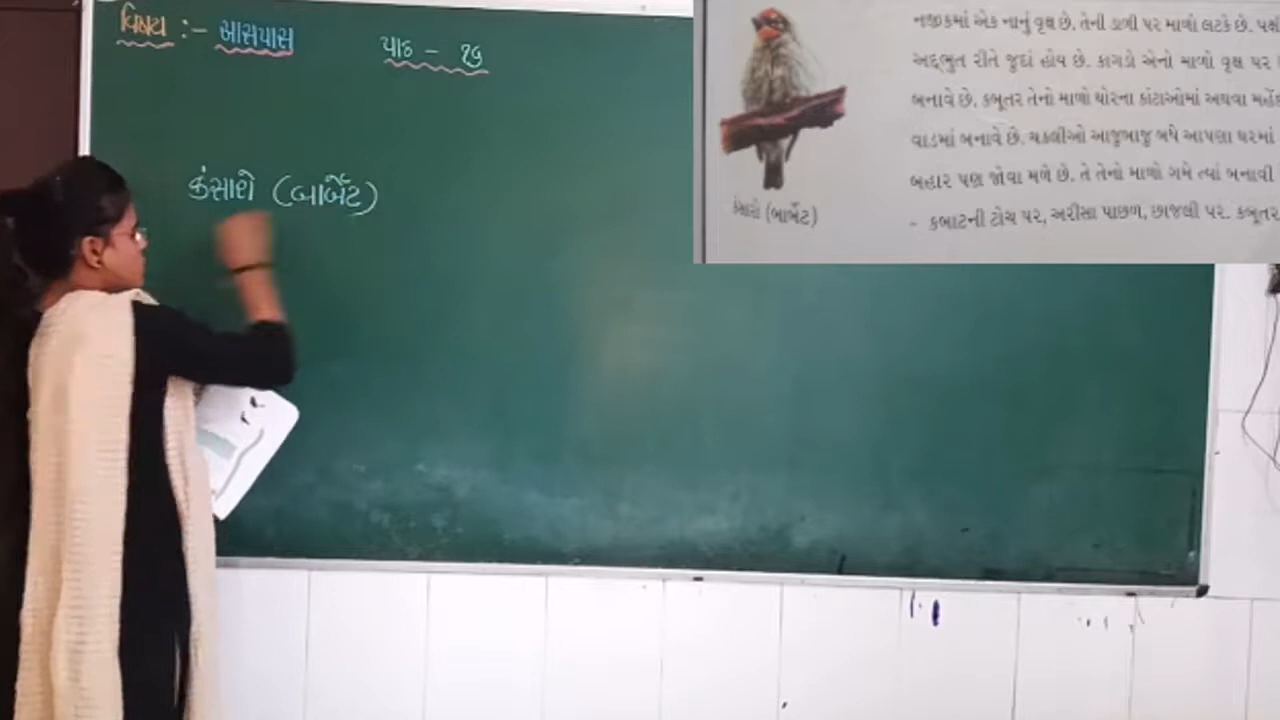 વિષય :- આસપાસ
પાઠ - ૧૬
કંસારો (બાર્બેટ)
નજીકમાં એક નાનું વૃક્ષ છે. તેની ડાળી પર માળો લટકે છે. પક્ષી
અદ્ભુત રીતે જુદાં હોય છે. કાગડો એનો માળો વૃક્ષ પર
બનાવે છે. કબૂતર તેનો માળો થોરના કાંટાઓમાં અથવા મહેં
વાડમાં બનાવે છે. ચકલીઓ આજુબાજુ બધે આપણા ઘરમાં
બહાર પણ જોવા મળે છે. તે તેનો માળો ગમે ત્યાં બનાવી
- કબાટની ટોચ પર, અરીસા પાછળ, છાજલી પર. કબૂતર
કંસારો (બાર્બેટ)